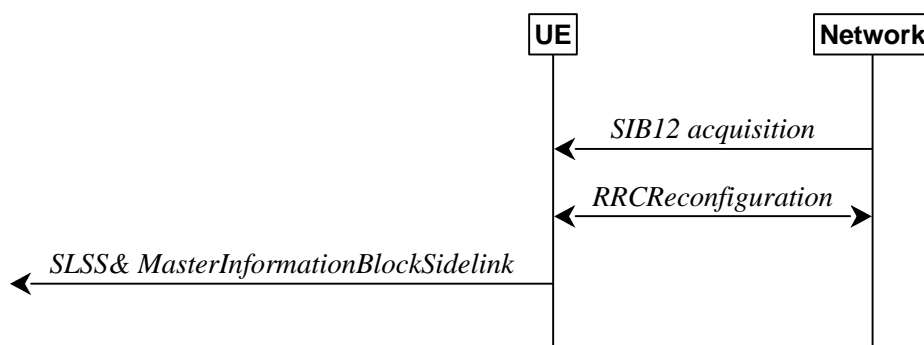 UE
Network
SIB12 acquisition
RRCReconfiguration
SLSS& MasterInformationBlockSidelink